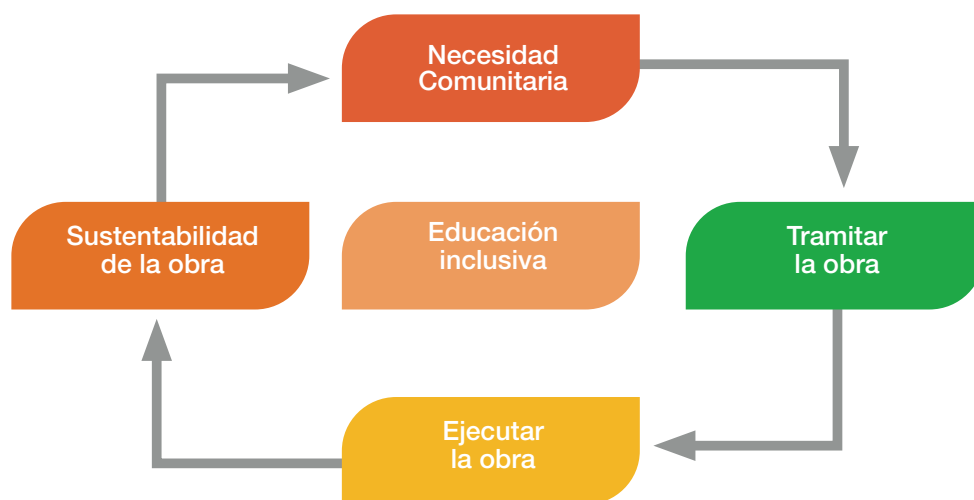 Necesidad
Comunitaria
Sustentabilidad
de la obra
Educación
inclusiva
Tramitar
la obra
Ejecutar
la obra